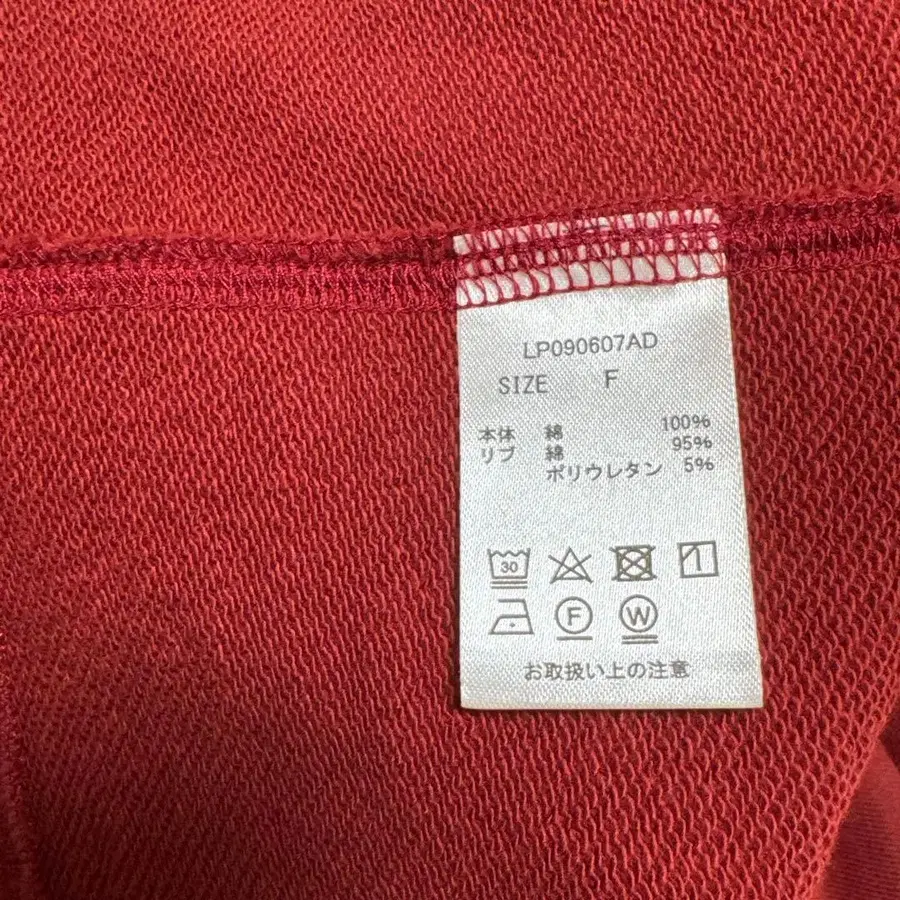 LP090607AD
SIZE F
本体 綿 100%
リブ 綿 95%
ポリウレタン 5%
30
F W
お取扱い上の注意